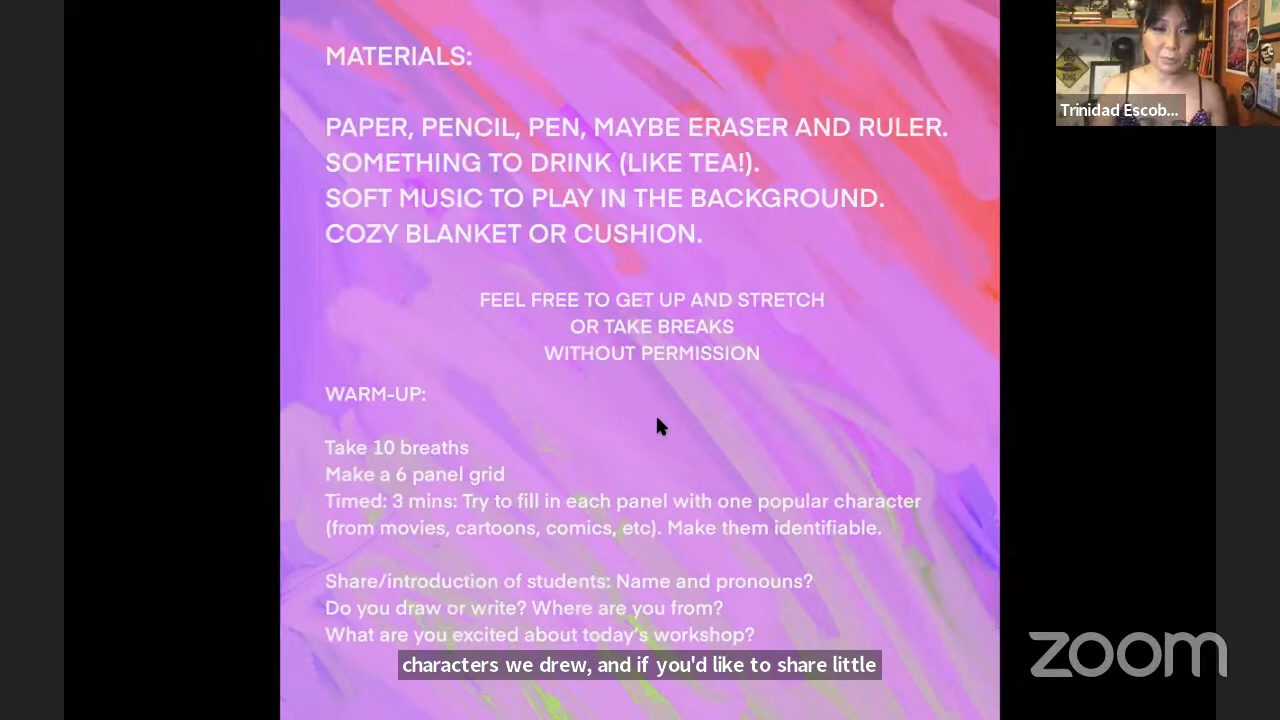 MATERIALS:
PAPER, PENCIL, PEN, MAYBE ERASER AND RULER.
SOMETHING TO DRINK (LIKE TEA!).
SOFT MUSIC TO PLAY IN THE BACKGROUND.
COZY BLANKET OR CUSHION.
FEEL FREE TO GET UP AND STRETCH
OR TAKE BREAKS
WITHOUT PERMISSION
WARM-UP:
Take 10 breaths
Make a 6 panel grid
Timed: 3 mins: Try to fill in each panel with one popular character
(from movies, cartoons, comics, etc). Make them identifiable.
Share/introduction of students: Name and pronouns?
Do you draw or write? Where are you from?
What are you excited about today's workshop?
characters we drew, and if you'd like to share little
Trinidad Escob...
zoom